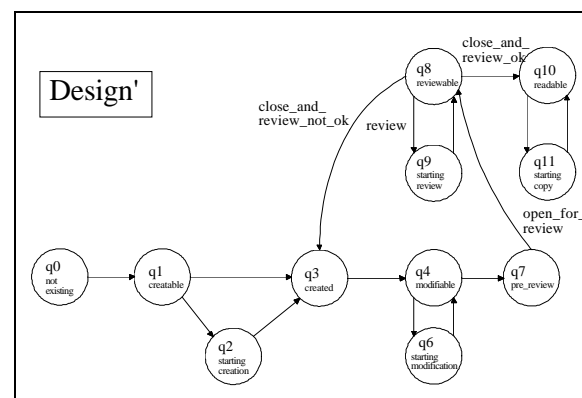 Design'
close_and_
review_not_ok
q8
reviewable
close_and_
review_ok
q10
readable
review
q9
starting
review
q11
starting
copy
open_for_
review
q0
not
existing
q1
creatable
q3
created
q4
modifiable
q7
pre_review
q2
starting
creation
q6
starting
modification